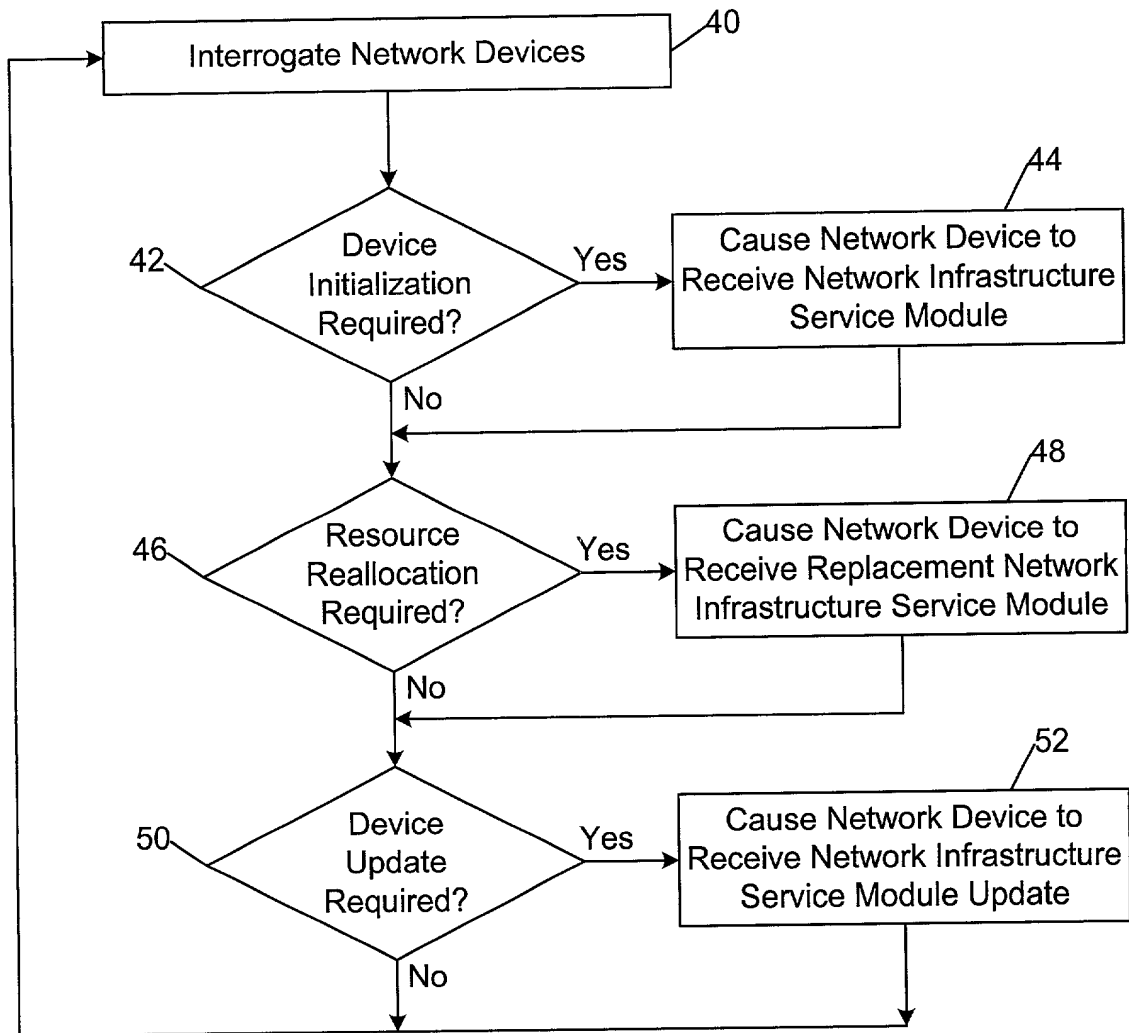 Interrogate Network Devices
40
42
Device
Initialization
Required?
Yes
44
Cause Network Device to
Receive Network Infrastructure
Service Module
No
46
Resource
Reallocation
Required?
Yes
48
Cause Network Device to
Receive Replacement Network
Infrastructure Service Module
No
50
Device
Update
Required?
Yes
52
Cause Network Device to
Receive Network Infrastructure
Service Module Update
No